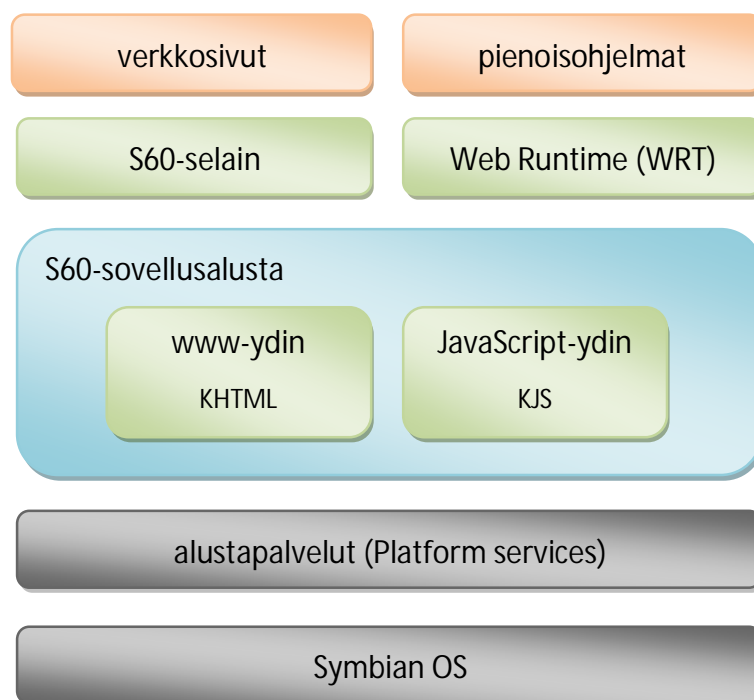 verkkosivut
pienoisohjelmat
S60-selain
Web Runtime (WRT)
S60-sovellusalusta
www-ydin
KHTML
JavaScript-ydin
KJS
alustapalvelut (Platform services)
Symbian OS